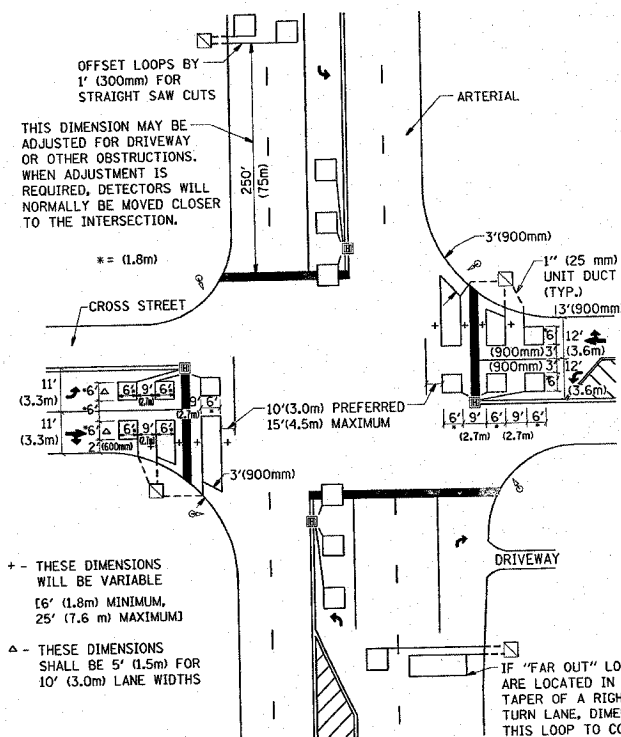 OFFSET LOOPS BY
1' (300mm) FOR
STRAIGHT SAW CUTS
ARTERIAL
THIS DIMENSION MAY BE
ADJUSTED FOR DRIVEWAY
OR OTHER OBSTRUCTIONS.
WHEN ADJUSTMENT IS
REQUIRED, DETECTORS WILL
NORMALLY BE MOVED CLOSER
TO THE INTERSECTION.
250'
(75m)
* = (1.8m)
3'(900mm)
1" (25 mm)
UNIT DUCT
(TYP.)
CROSS STREET
3'(900mm
6'
12'
(3.6m)
(900mm) 3'
(900mm) 3'
12'
(3.6m)
6'
6' 9' 6' 9' 6'
* * *
(2.7m) (2.7m)
H
H
H
H
11'
(3.3m)
*6' △ 6' 9' 6'
*6'
9' 6'
(2.7m) *
11'
(3.3m)
*6' △ 6' 9' 6'
2' (600mm)
10'(3.0m) PREFERRED
15'(4.5m) MAXIMUM
3'(900mm)
+ - THESE DIMENSIONS
WILL BE VARIABLE
[6' (1.8m) MINIMUM,
25' (7.6 m) MAXIMUM]
△ - THESE DIMENSIONS
SHALL BE 5' (1.5m) FOR
10' (3.0m) LANE WIDTHS
DRIVEWAY
IF "FAR OUT" LO
ARE LOCATED IN
TAPER OF A RIGH
TURN LANE, DIME
THIS LOOP TO CO